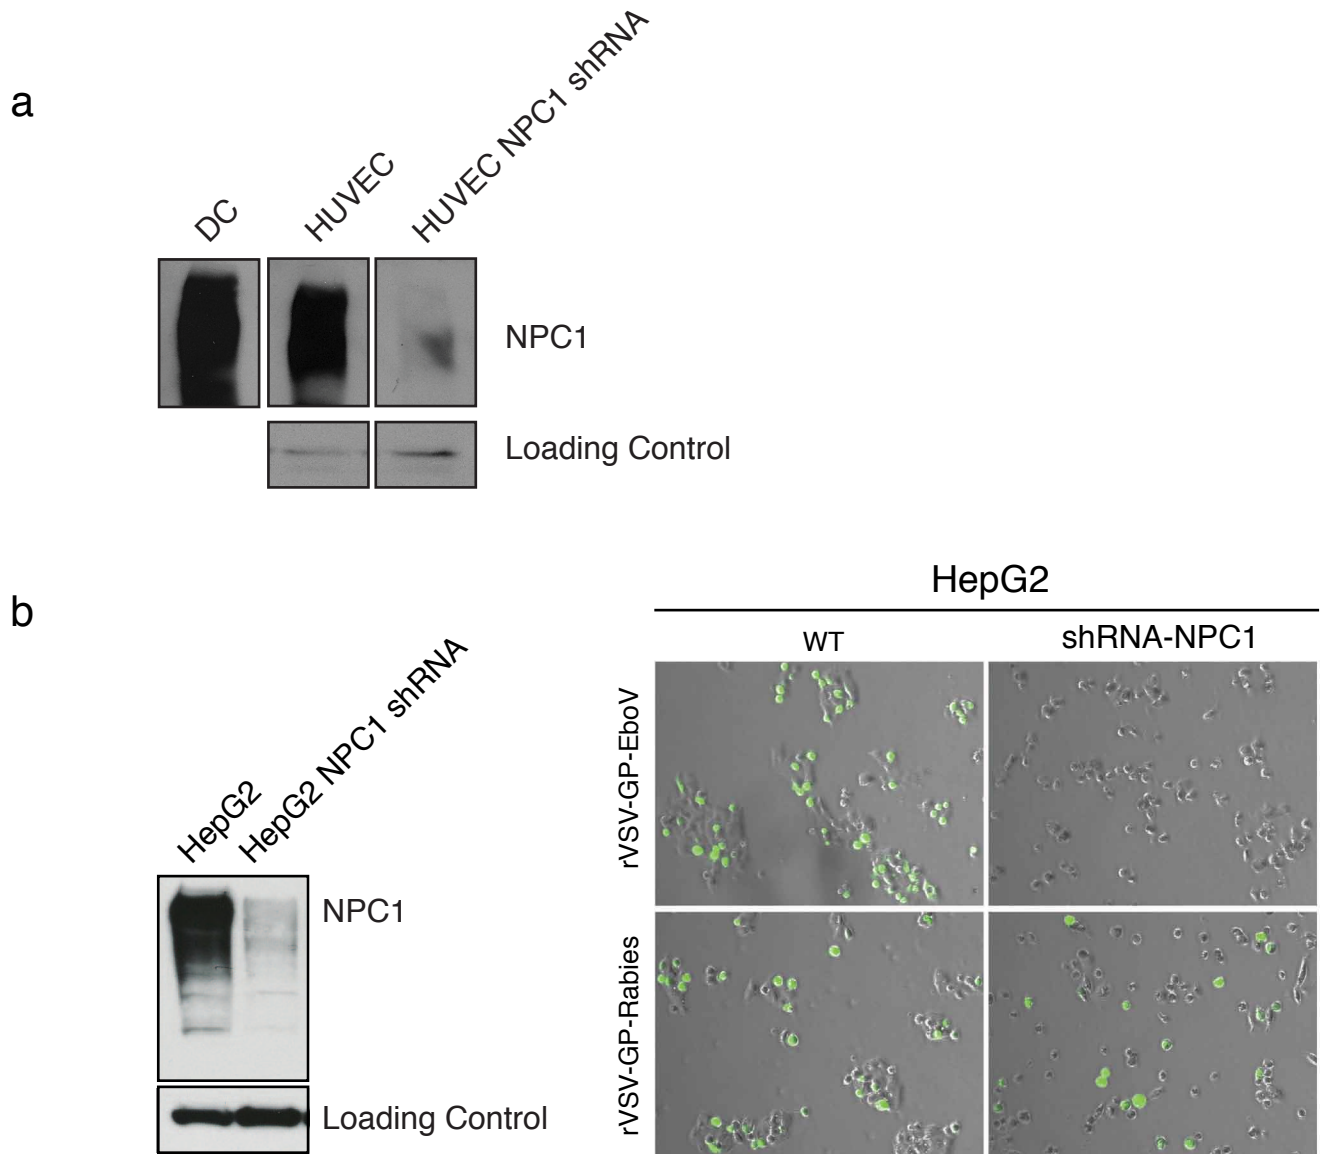 a
DC
HUVEC
HUVEC NPC1 shRNA
NPC1
Loading Control
b
HepG2
HepG2 NPC1 shRNA
NPC1
Loading Control
HepG2
WT
shRNA-NPC1
rVSV-GP-EboV
rVSV-GP-Rabies